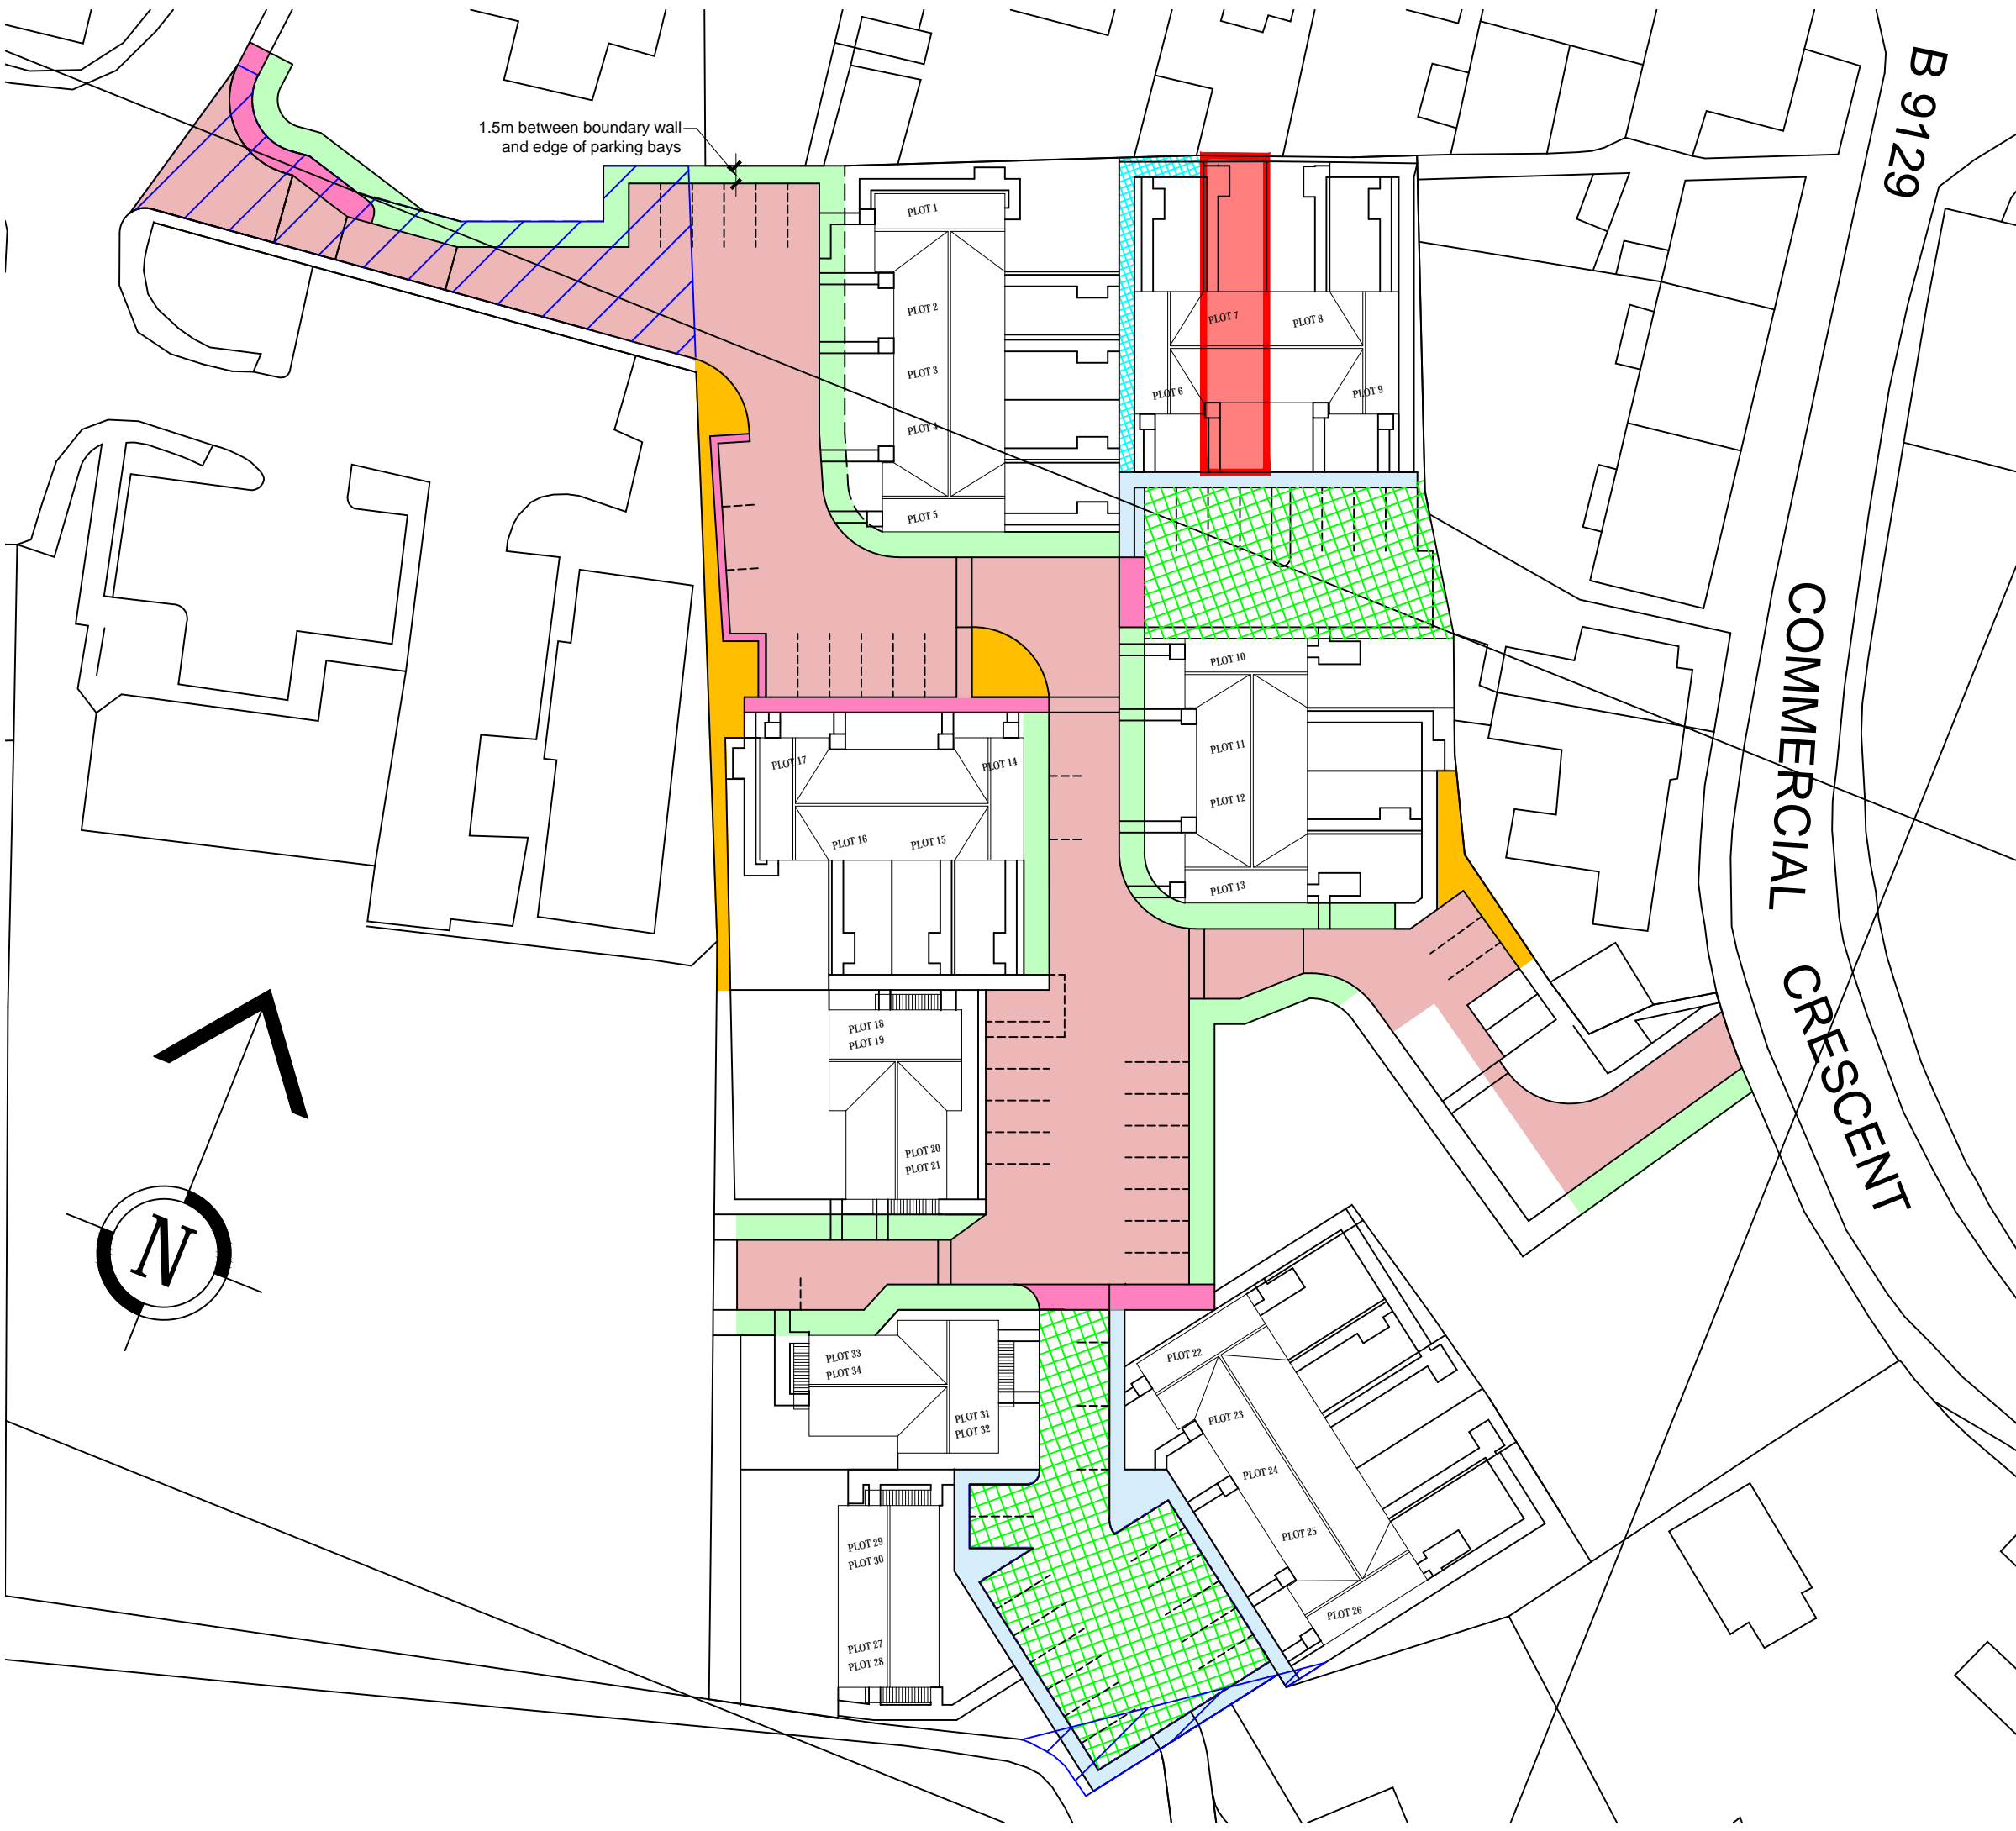 B 9129
1.5m between boundary wall
and edge of parking bays
PLOT 1
PLOT 2
PLOT 3
PLOT 4
PLOT 5
PLOT 7
PLOT 8
PLOT 6
PLOT 9
COMMERCIAL CRESCENT
PLOT 10
PLOT 11
PLOT 12
PLOT 13
PLOT 17
PLOT 14
PLOT 16
PLOT 15
PLOT 18
PLOT 19
PLOT 20
PLOT 21
N
PLOT 22
PLOT 23
PLOT 24
PLOT 25
PLOT 26
PLOT 33
PLOT 34
PLOT 31
PLOT 32
PLOT 29
PLOT 30
PLOT 27
PLOT 28